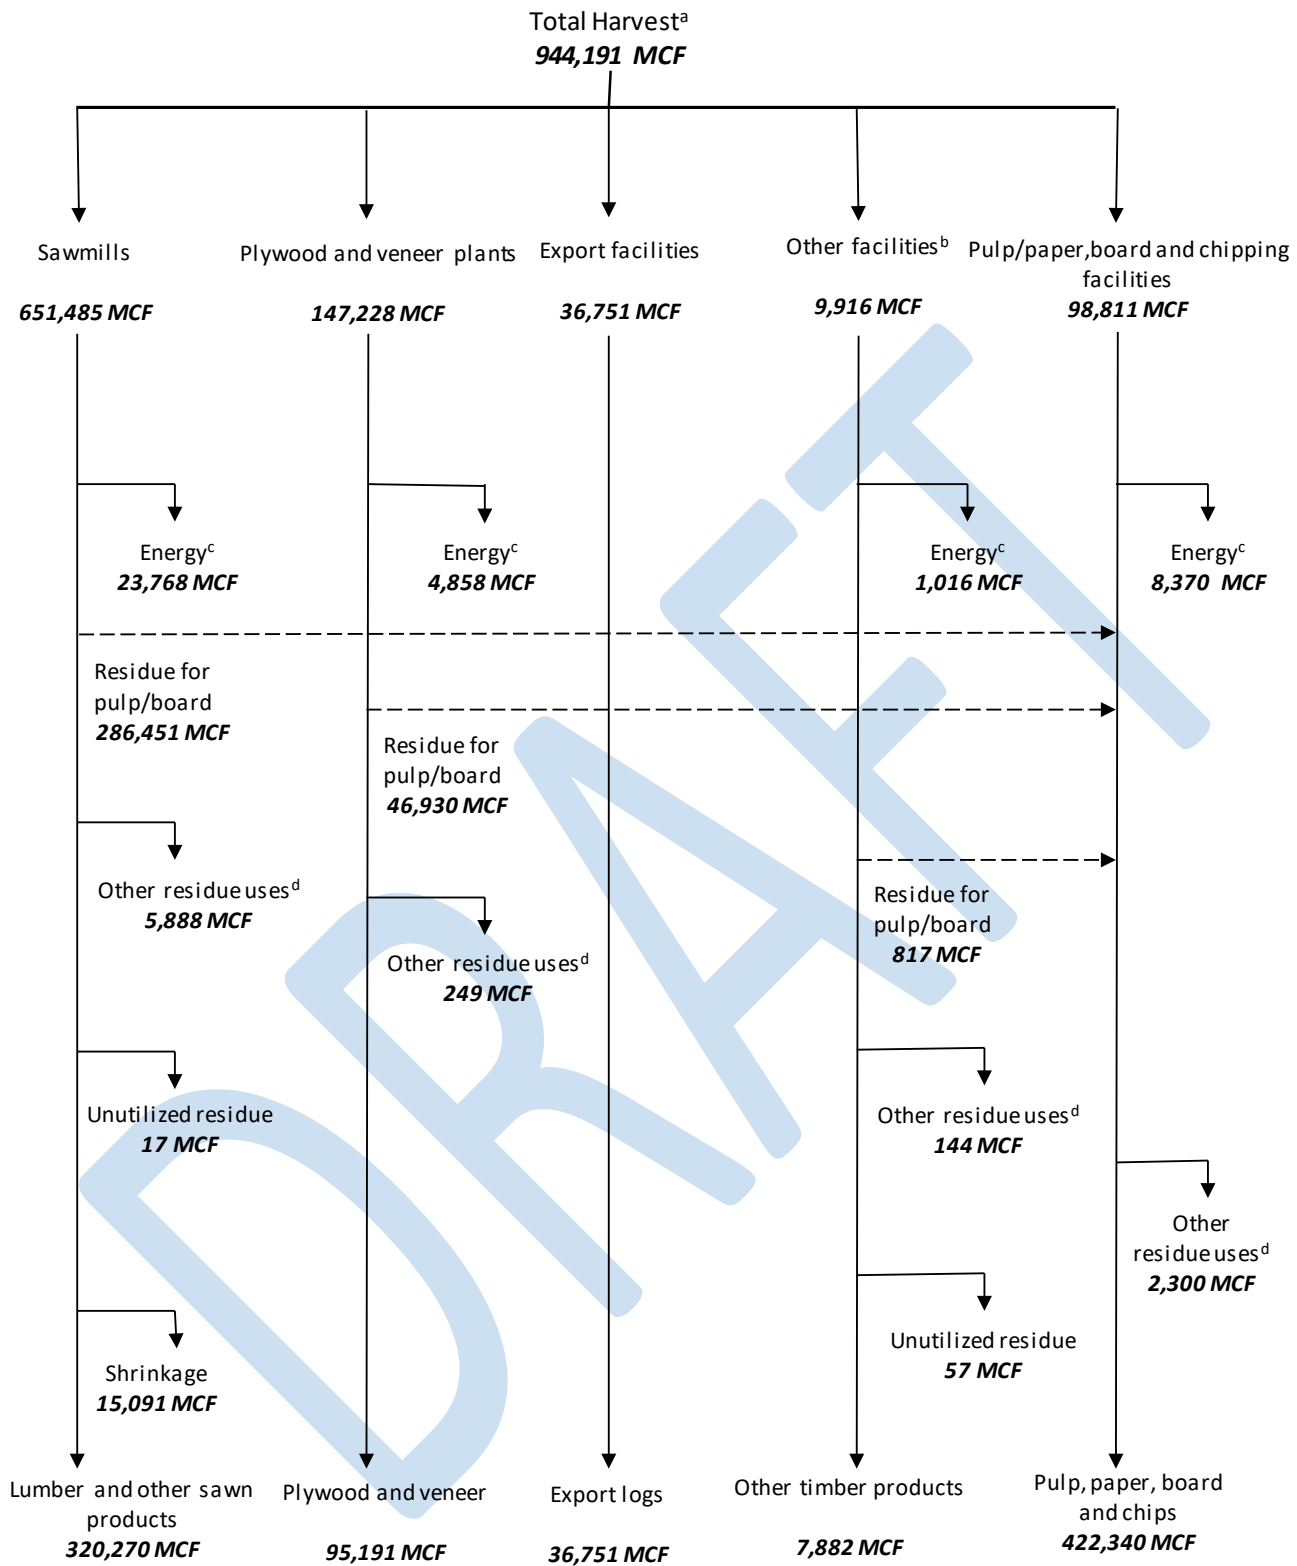 Total Harvestᵃ
944,191 MCF
Sawmills
651,485 MCF
Plywood and veneer plants
147,228 MCF
Export facilities
36,751 MCF
Other facilitiesᵇ
9,916 MCF
Pulp/paper,board and chipping
facilities
98,811 MCF
Energyᶜ
23,768 MCF
Energyᶜ
4,858 MCF
Energyᶜ
1,016 MCF
Energyᶜ
8,370 MCF
Residue for
pulp/board
286,451 MCF
Residue for
pulp/board
46,930 MCF
Other residue usesᵈ
5,888 MCF
Residue for
pulp/board
817 MCF
Other residue usesᵈ
249 MCF
Unutilized residue
17 MCF
Other residue usesᵈ
144 MCF
Other
residue usesᵈ
2,300 MCF
Unutilized residue
57 MCF
Shrinkage
15,091 MCF
Lumber and other sawn
products
320,270 MCF
Plywood and veneer
95,191 MCF
Export logs
36,751 MCF
Other timber products
7,882 MCF
Pulp, paper, board
and chips
422,340 MCF
DRAFT